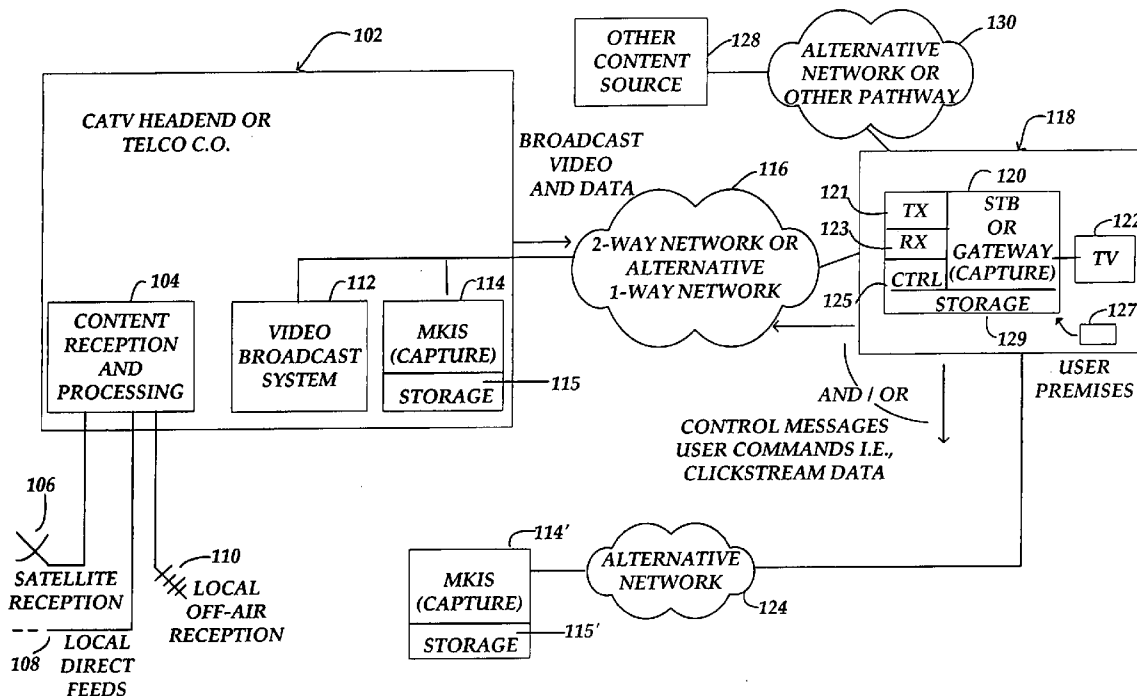 102
CATV HEADEND OR
TELCO C.O.
OTHER
CONTENT
SOURCE
128
ALTERNATIVE
NETWORK OR
OTHER PATHWAY
130
BROADCAST
VIDEO
AND DATA
116
2-WAY NETWORK OR
ALTERNATIVE
1-WAY NETWORK
118
120
121
TX
123
RX
125
CTRL
STB
OR
GATEWAY
(CAPTURE)
STORAGE
129
122
TV
127
USER
PREMISES
104
CONTENT
RECEPTION
AND
PROCESSING
112
VIDEO
BROADCAST
SYSTEM
114
MKIS
(CAPTURE)
STORAGE
115
AND / OR
CONTROL MESSAGES
USER COMMANDS I.E.,
CLICKSTREAM DATA
106
SATELLITE
RECEPTION
110
LOCAL
OFF-AIR
RECEPTION
108
LOCAL
DIRECT
FEEDS
114'
MKIS
(CAPTURE)
STORAGE
115'
ALTERNATIVE
NETWORK
124